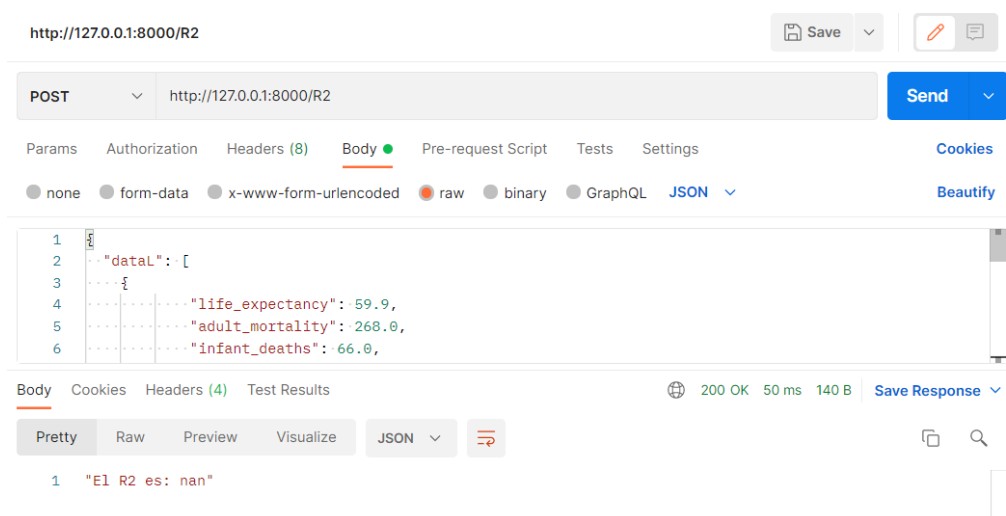 http://127.0.0.1:8000/R2
Save
POST
http://127.0.0.1:8000/R2
Send
Params Authorization Headers (8) Body Pre-request Script Tests Settings Cookies
none form-data x-www-form-urlencoded raw binary GraphQL JSON Beautify
1 {
2 "dataL": [
3 {
4 "life_expectancy": 59.9,
5 "adult_mortality": 268.0,
6 "infant_deaths": 66.0,
Body Cookies Headers (4) Test Results 200 OK 50 ms 140 B Save Response
Pretty Raw Preview Visualize JSON
1 "El R2 es: nan"